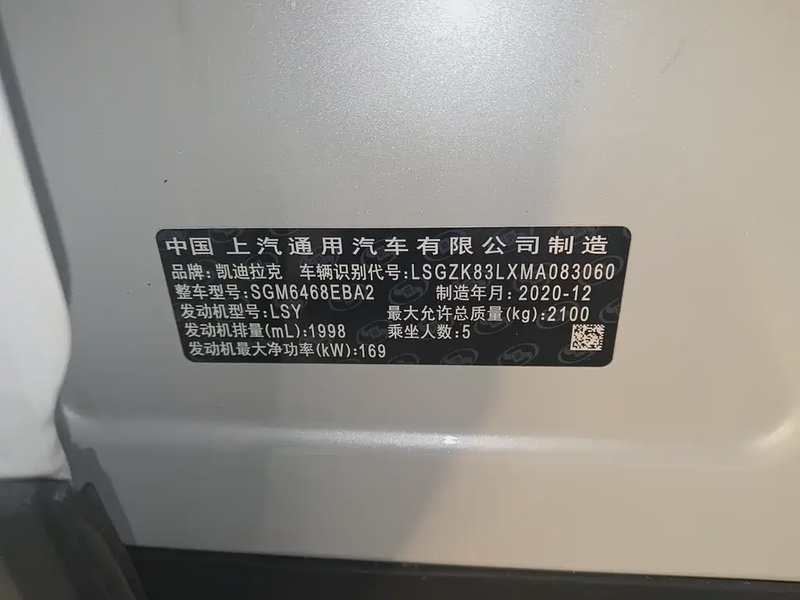 中国 上汽通用汽车有限公司制造
品牌:凯迪拉克 车辆识别代号:LSGZK83LXMA083060
整车型号:SGM6468EBA2 制造年月:2020-12
发动机型号:LSY 最大允许总质量(kg):2100
发动机排量(mL):1998 乘坐人数:5
发动机最大净功率(kW):169